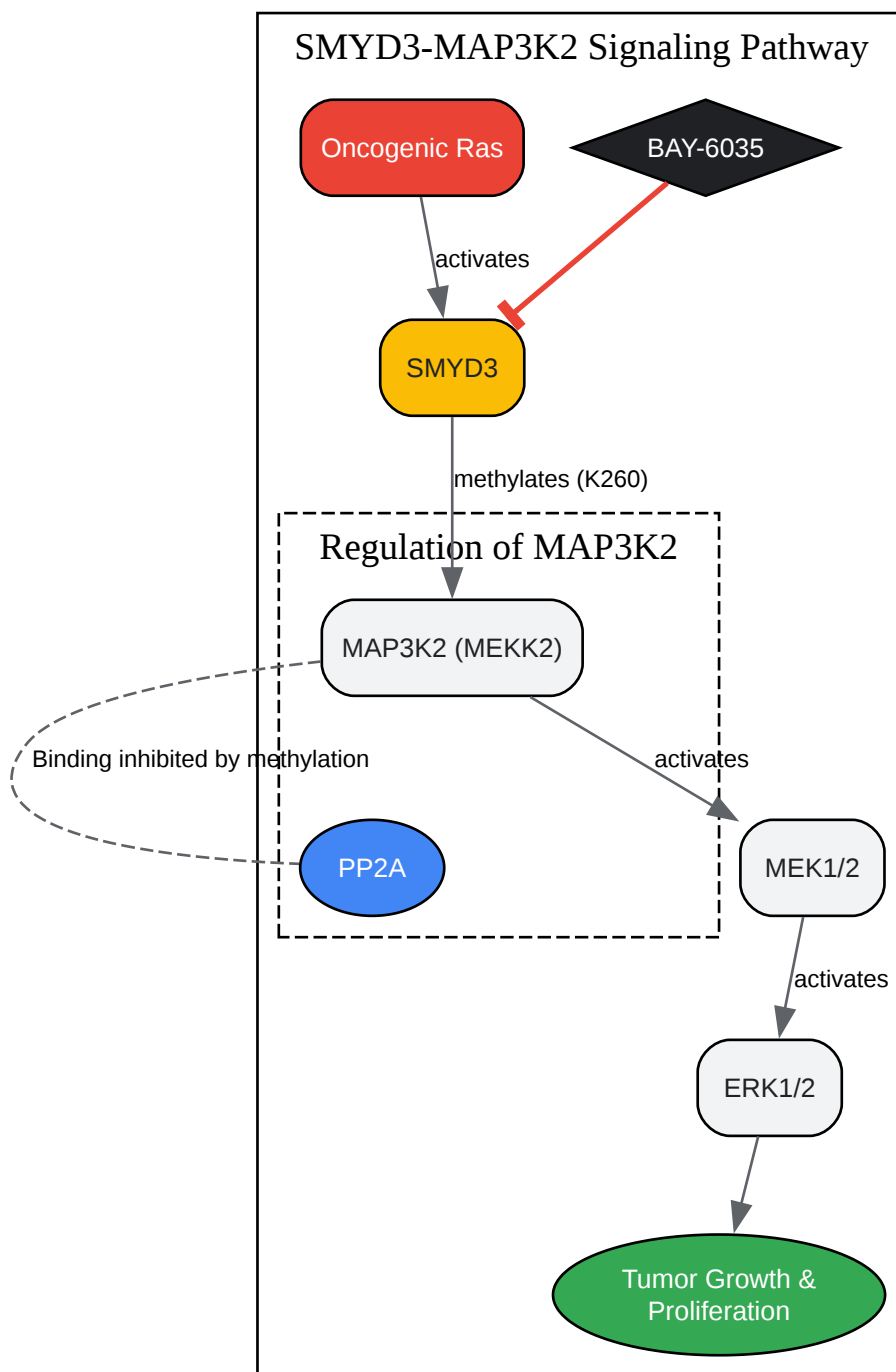 SMYD3-MAP3K2 Signaling Pathway
Oncogenic Ras
BAY-6035
activates
SMYD3
methylates (K260)
Regulation of MAP3K2
MAP3K2 (MEKK2)
Binding inhibited by methylation
activates
PP2A
MEK1/2
activates
ERK1/2
Tumor Growth &
Proliferation